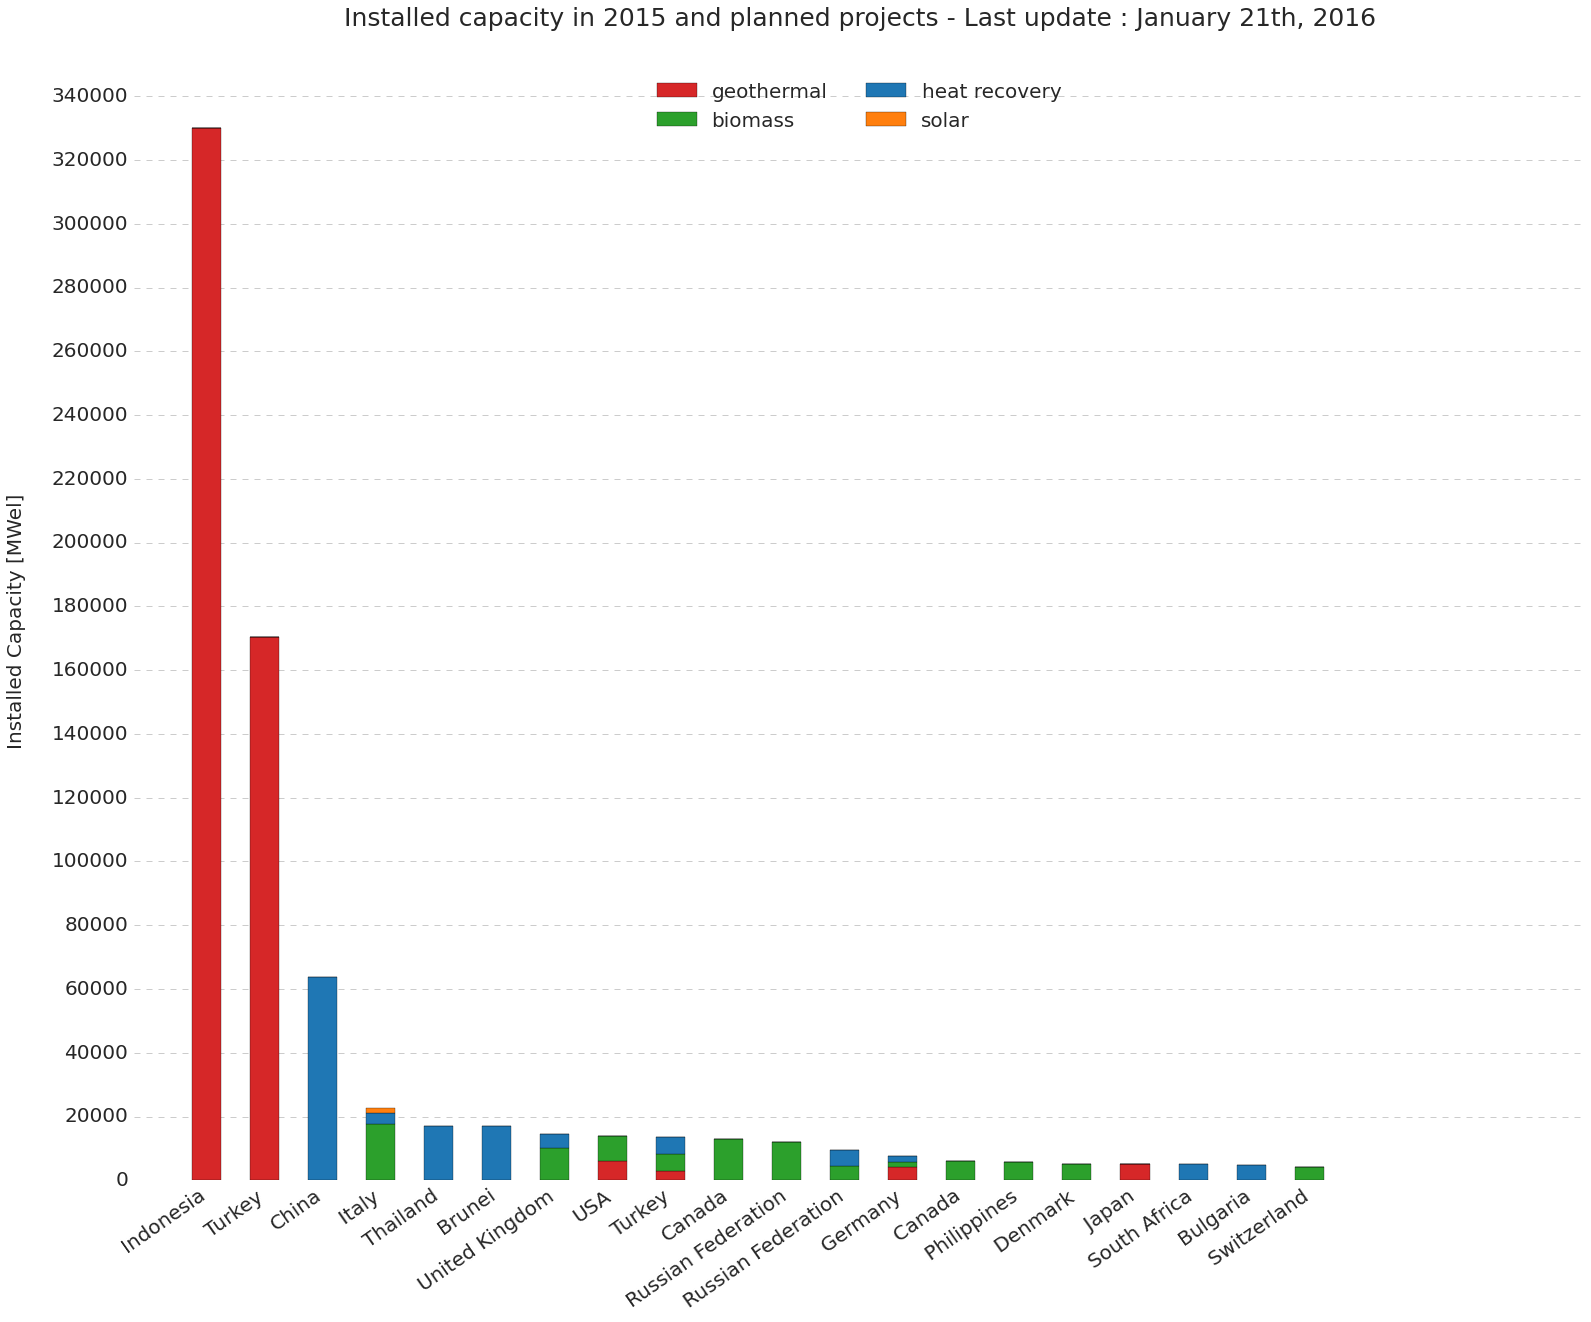 Installed capacity in 2015 and planned projects - Last update : January 21th, 2016
geothermal
heat recovery
biomass
solar
340000
320000
300000
280000
260000
240000
220000
200000
180000
160000
140000
120000
100000
80000
60000
40000
20000
0
Installed Capacity [MWel]
Indonesia
Turkey
China
Italy
Thailand
Brunei
United Kingdom
USA
Turkey
Canada
Russian Federation
Russian Federation
Germany
Canada
Philippines
Denmark
Japan
South Africa
Bulgaria
Switzerland